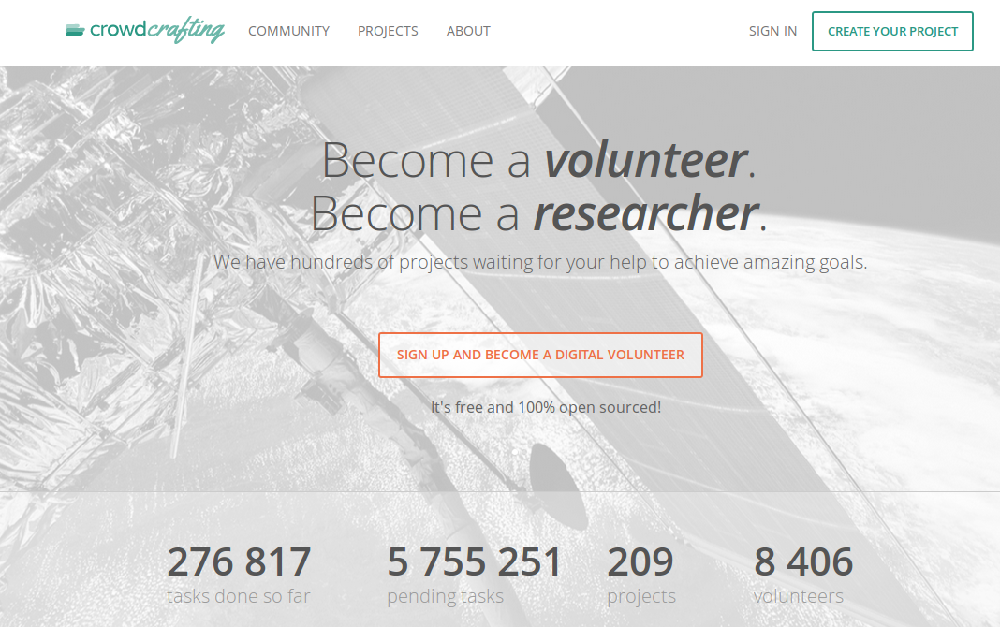 crowdcrafting COMMUNITY PROJECTS ABOUT SIGN IN CREATE YOUR PROJECT
Become a volunteer.
Become a researcher.
We have hundreds of projects waiting for your help to achieve amazing goals.
SIGN UP AND BECOME A DIGITAL VOLUNTEER
It's free and 100% open sourced!
276 817 5 755 251 209 8 406
tasks done so far pending tasks projects volunteers